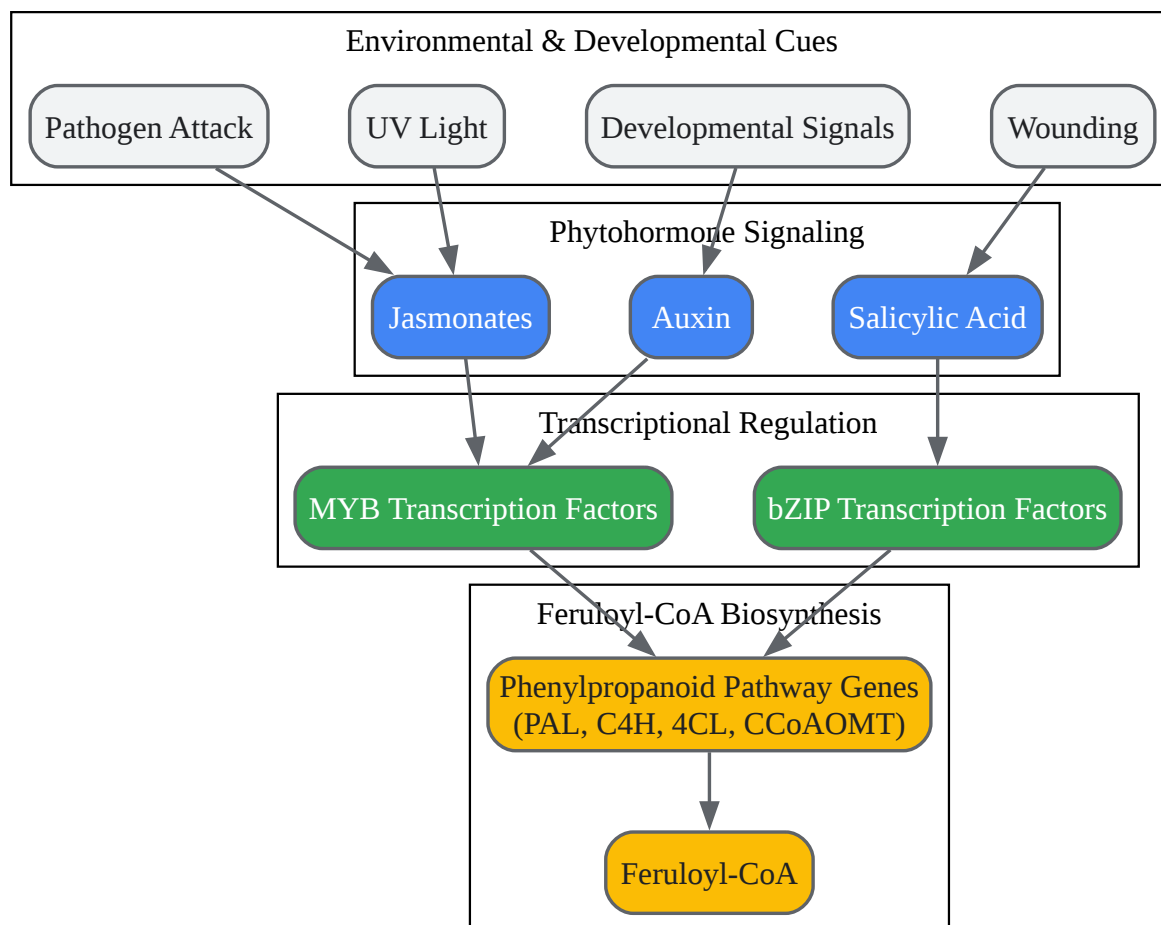 Environmental & Developmental Cues
Pathogen Attack
UV Light
Developmental Signals
Wounding
Phytohormone Signaling
Jasmonates
Auxin
Salicylic Acid
Transcriptional Regulation
MYB Transcription Factors
bZIP Transcription Factors
Feruloyl-CoA Biosynthesis
Phenylpropanoid Pathway Genes
(PAL, C4H, 4CL, CCoAOMT)
Feruloyl-CoA